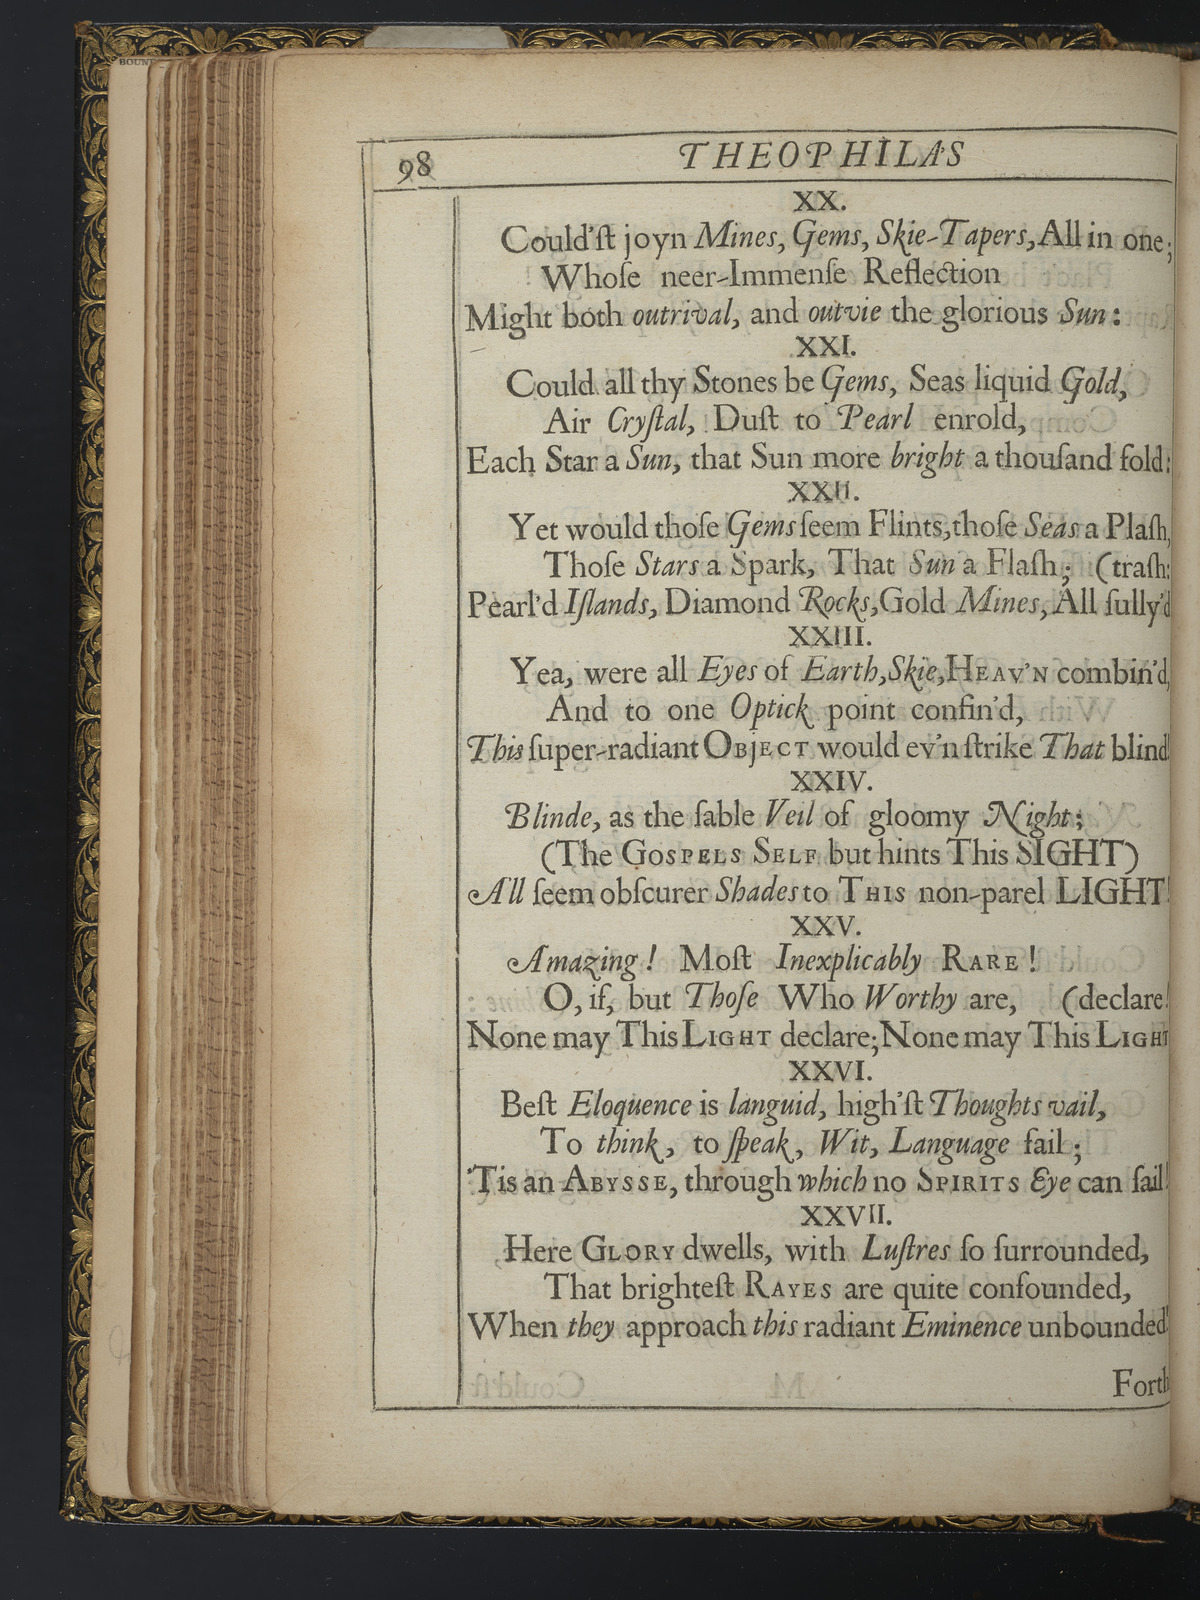 BOUND
98 THEOPHILA'S
XX.
Could'ſt joyn Mines, Gems, Skie-Tapers, All in one;
Whoſe neer-Immenſe Reflection
Might both outrival, and outvie the glorious Sun:
XXI.
Could all thy Stones be Gems, Seas liquid Gold,
Air Cryſtal, Duſt to Pearl enrold,
Each Star a Sun, that Sun more bright a thouſand fold:
XXII.
Yet would thoſe Gems ſeem Flints, thoſe Seas a Plaſh,
Thoſe Stars a Spark, That Sun a Flaſh; (traſh:
Pearl'd Iſlands, Diamond Rocks, Gold Mines, All ſully'd
XXIII.
Yea, were all Eyes of Earth, Skie, HEAV'N combin'd,
And to one Optick point confin'd,
This ſuper-radiant OBJECT would ev'n ſtrike That blind
XXIV.
Blinde, as the ſable Veil of gloomy Night;
(The GOSPELS SELF but hints This SIGHT)
All ſeem obſcurer Shades to THIS non-parel LIGHT!
XXV.
Amazing! Moſt Inexplicably RARE!
O, if, but Thoſe Who Worthy are, (declare!
None may This LIGHT declare; None may This LIGHT
XXVI.
Beſt Eloquence is languid, high'ſt Thoughts vail,
To think, to ſpeak, Wit, Language fail;
'Tis an ABYSSE, through which no SPIRITS Eye can ſail!
XXVII.
Here GLORY dwells, with Luſtres ſo ſurrounded,
That brighteſt RAYES are quite confounded,
When they approach this radiant Eminence unbounded!
Forth